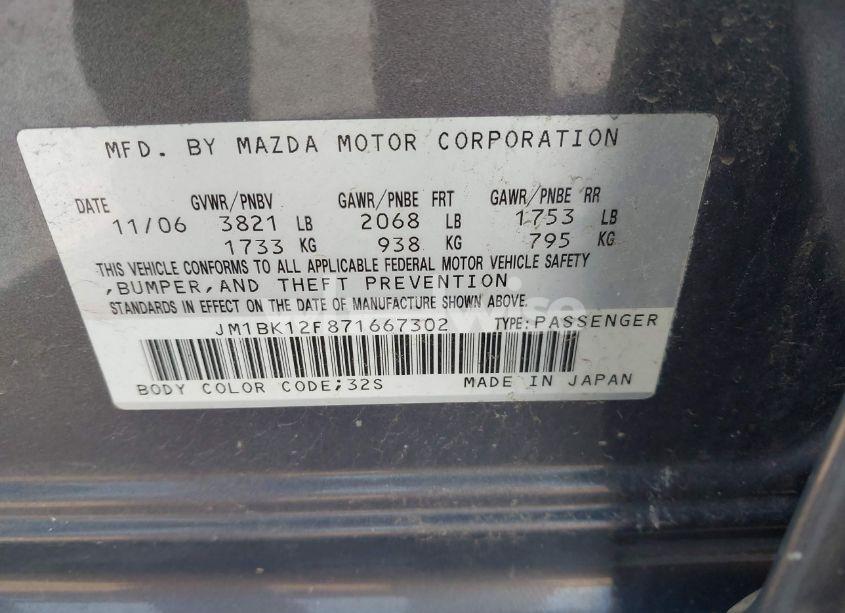 MFD. BY MAZDA MOTOR CORPORATION
DATE GVWR/PNBV GAWR/PNBE FRT GAWR/PNBE RR
11/06 3821 LB 2068 LB 1753 LB
1733 KG 938 KG 795 KG
THIS VEHICLE CONFORMS TO ALL APPLICABLE FEDERAL MOTOR VEHICLE SAFETY
,BUMPER,AND THEFT PREVENTION
STANDARDS IN EFFECT ON THE DATE OF MANUFACTURE SHOWN ABOVE.
JM1BK12F871667302 TYPE:PASSENGER
BODY COLOR CODE;32S MADE IN JAPAN